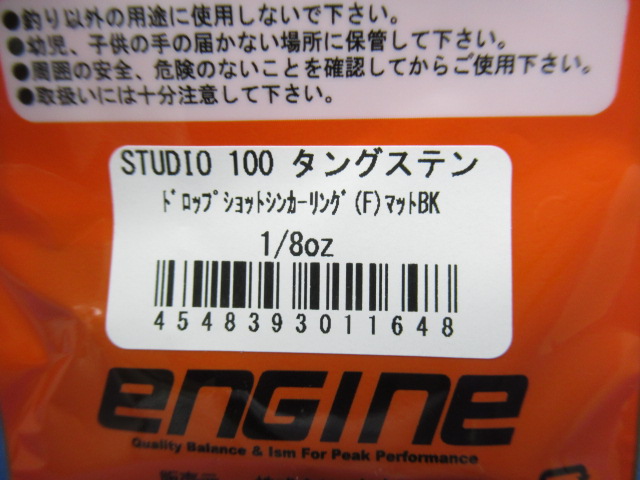 ●釣り以外の用途に使用しないで下さい。
●幼児、子供の手の届かない場所に保管して下さい。
●周囲の安全、危険のないことを確認してからご使用下さい。
●取扱いには十分注意して下さい。
STUDIO 100 タングステン
ﾄﾞﾛｯﾌﾟｼｮｯﾄｼﾝｶｰﾘﾝｸﾞ(F)ﾏｯﾄBK
1/8oz
4548393011648
engine
Quality Balance & Ism For Peak Performance